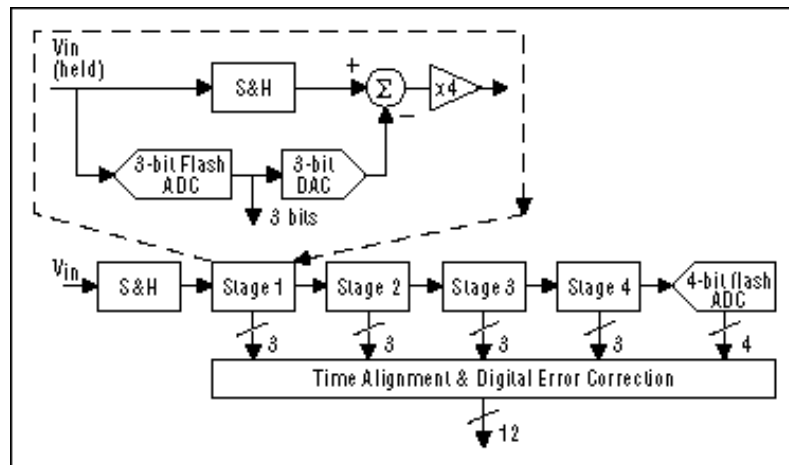 Vin
(held)
S&H
+
Σ
−
x4
3-bit Flash
ADC
3-bit
DAC
3 bits
Vin
S&H
Stage 1
Stage 2
Stage 3
Stage 4
4-bit flash
ADC
3
3
3
3
4
Time Alignment & Digital Error Correction
12